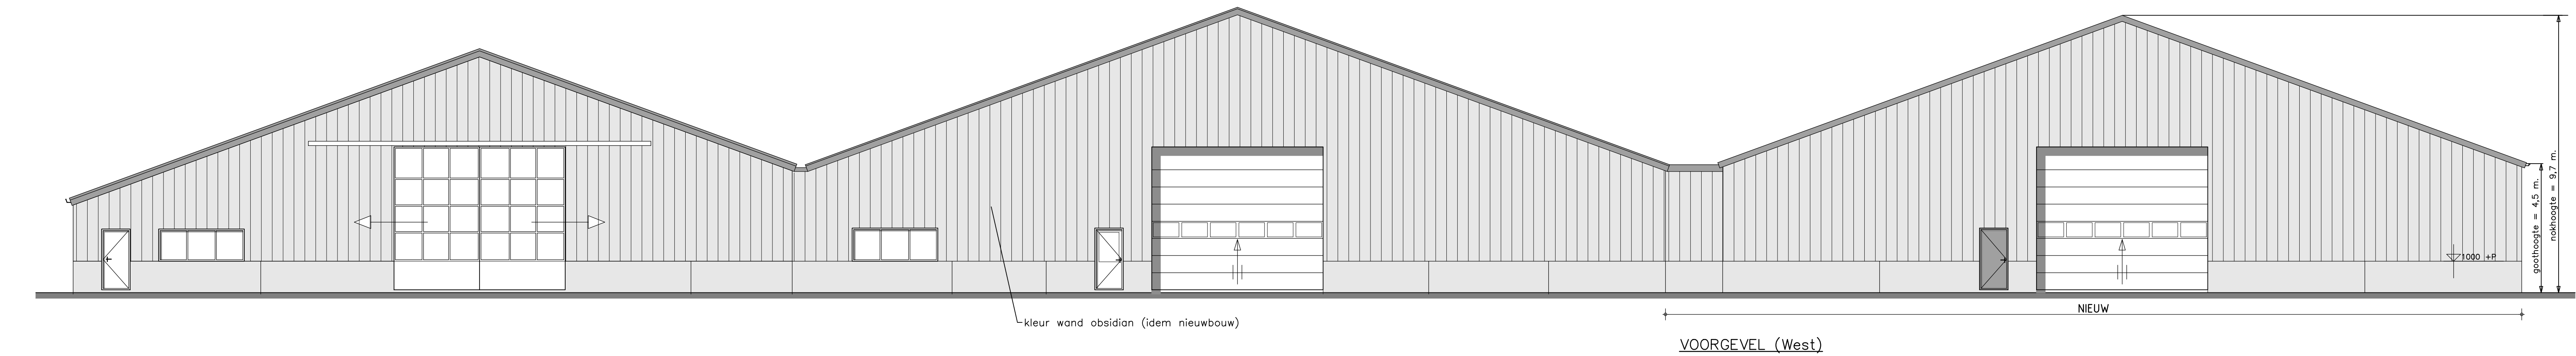 nokhoogte = 9,7 m.
goothoogte = 4,5 m.
1000 +P
NIEUW
kleur wand obsidian (idem nieuwbouw)
VOORGEVEL (West)